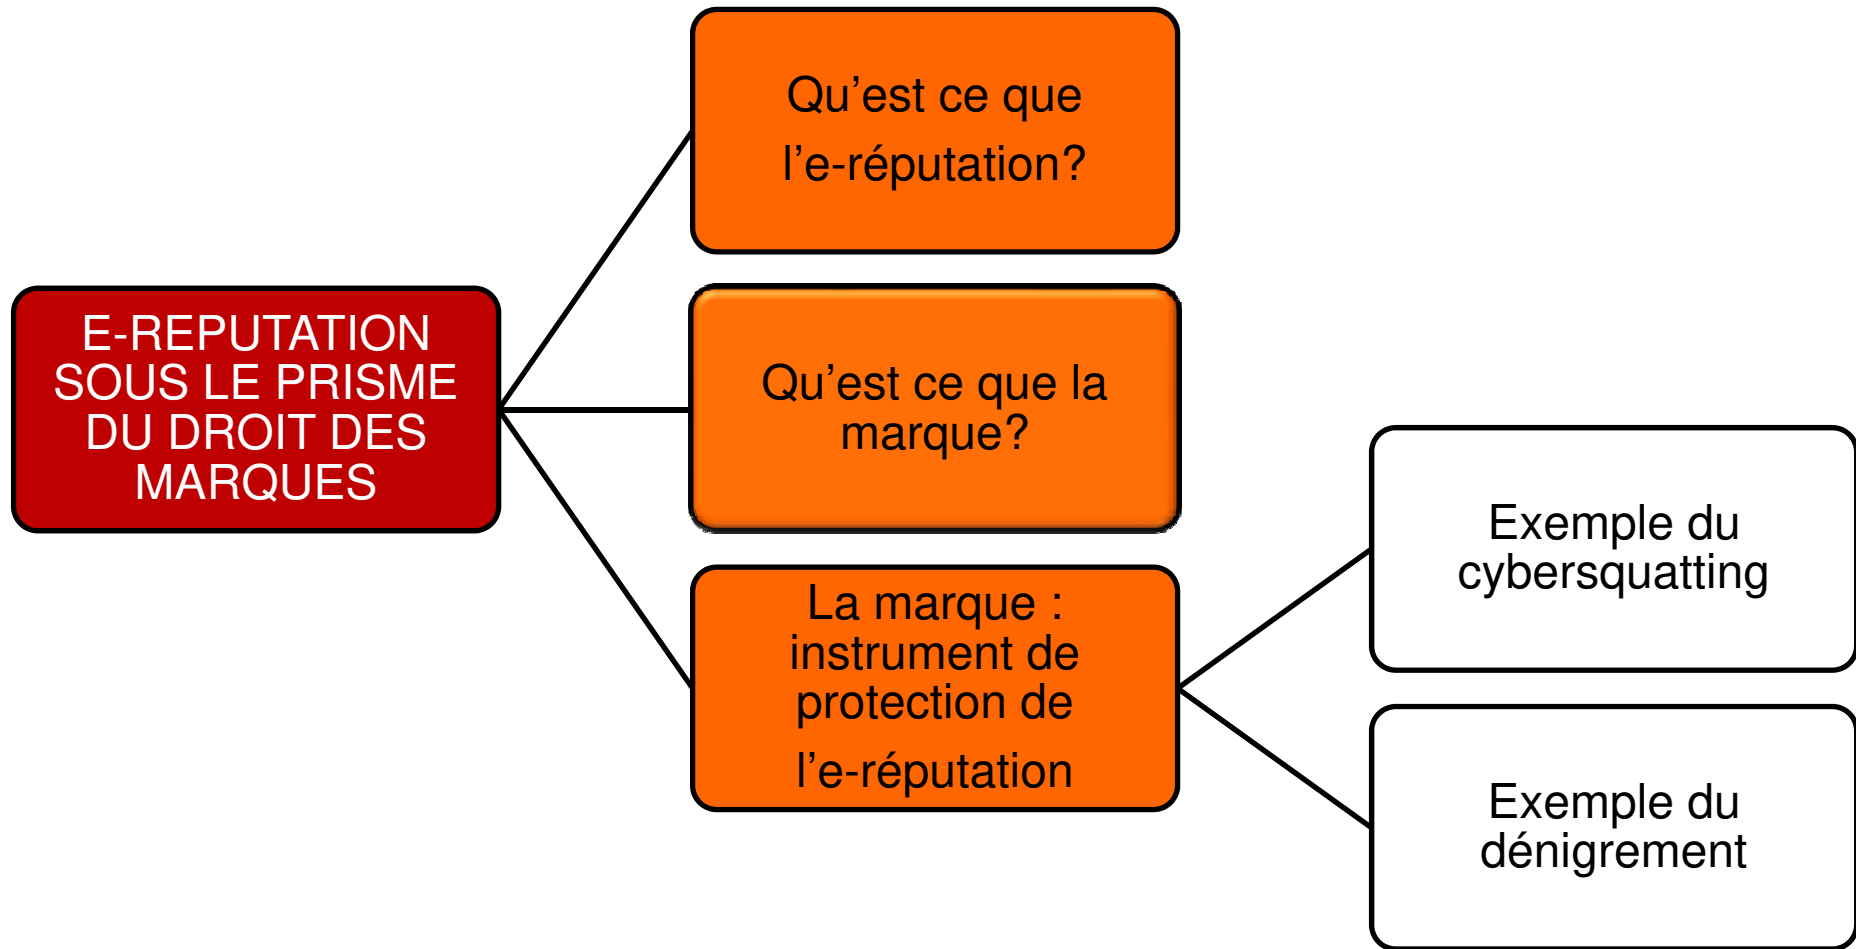 E-REPUTATION
SOUS LE PRISME
DU DROIT DES
MARQUES
Qu’est ce que
l’e-réputation?
Qu’est ce que la
marque?
La marque :
instrument de
protection de
l’e-réputation
Exemple du
cybersquatting
Exemple du
dénigrement